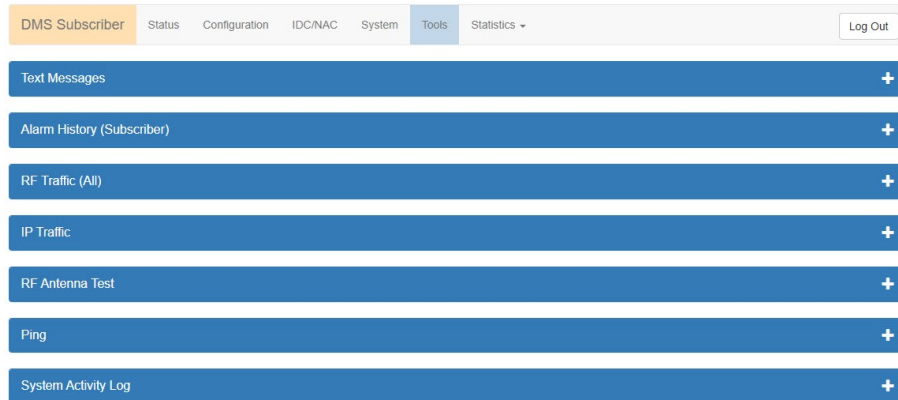 DMS Subscriber Status Configuration IDC/NAC System Tools Statistics Log Out
Text Messages
Alarm History (Subscriber)
RF Traffic (All)
IP Traffic
RF Antenna Test
Ping
System Activity Log